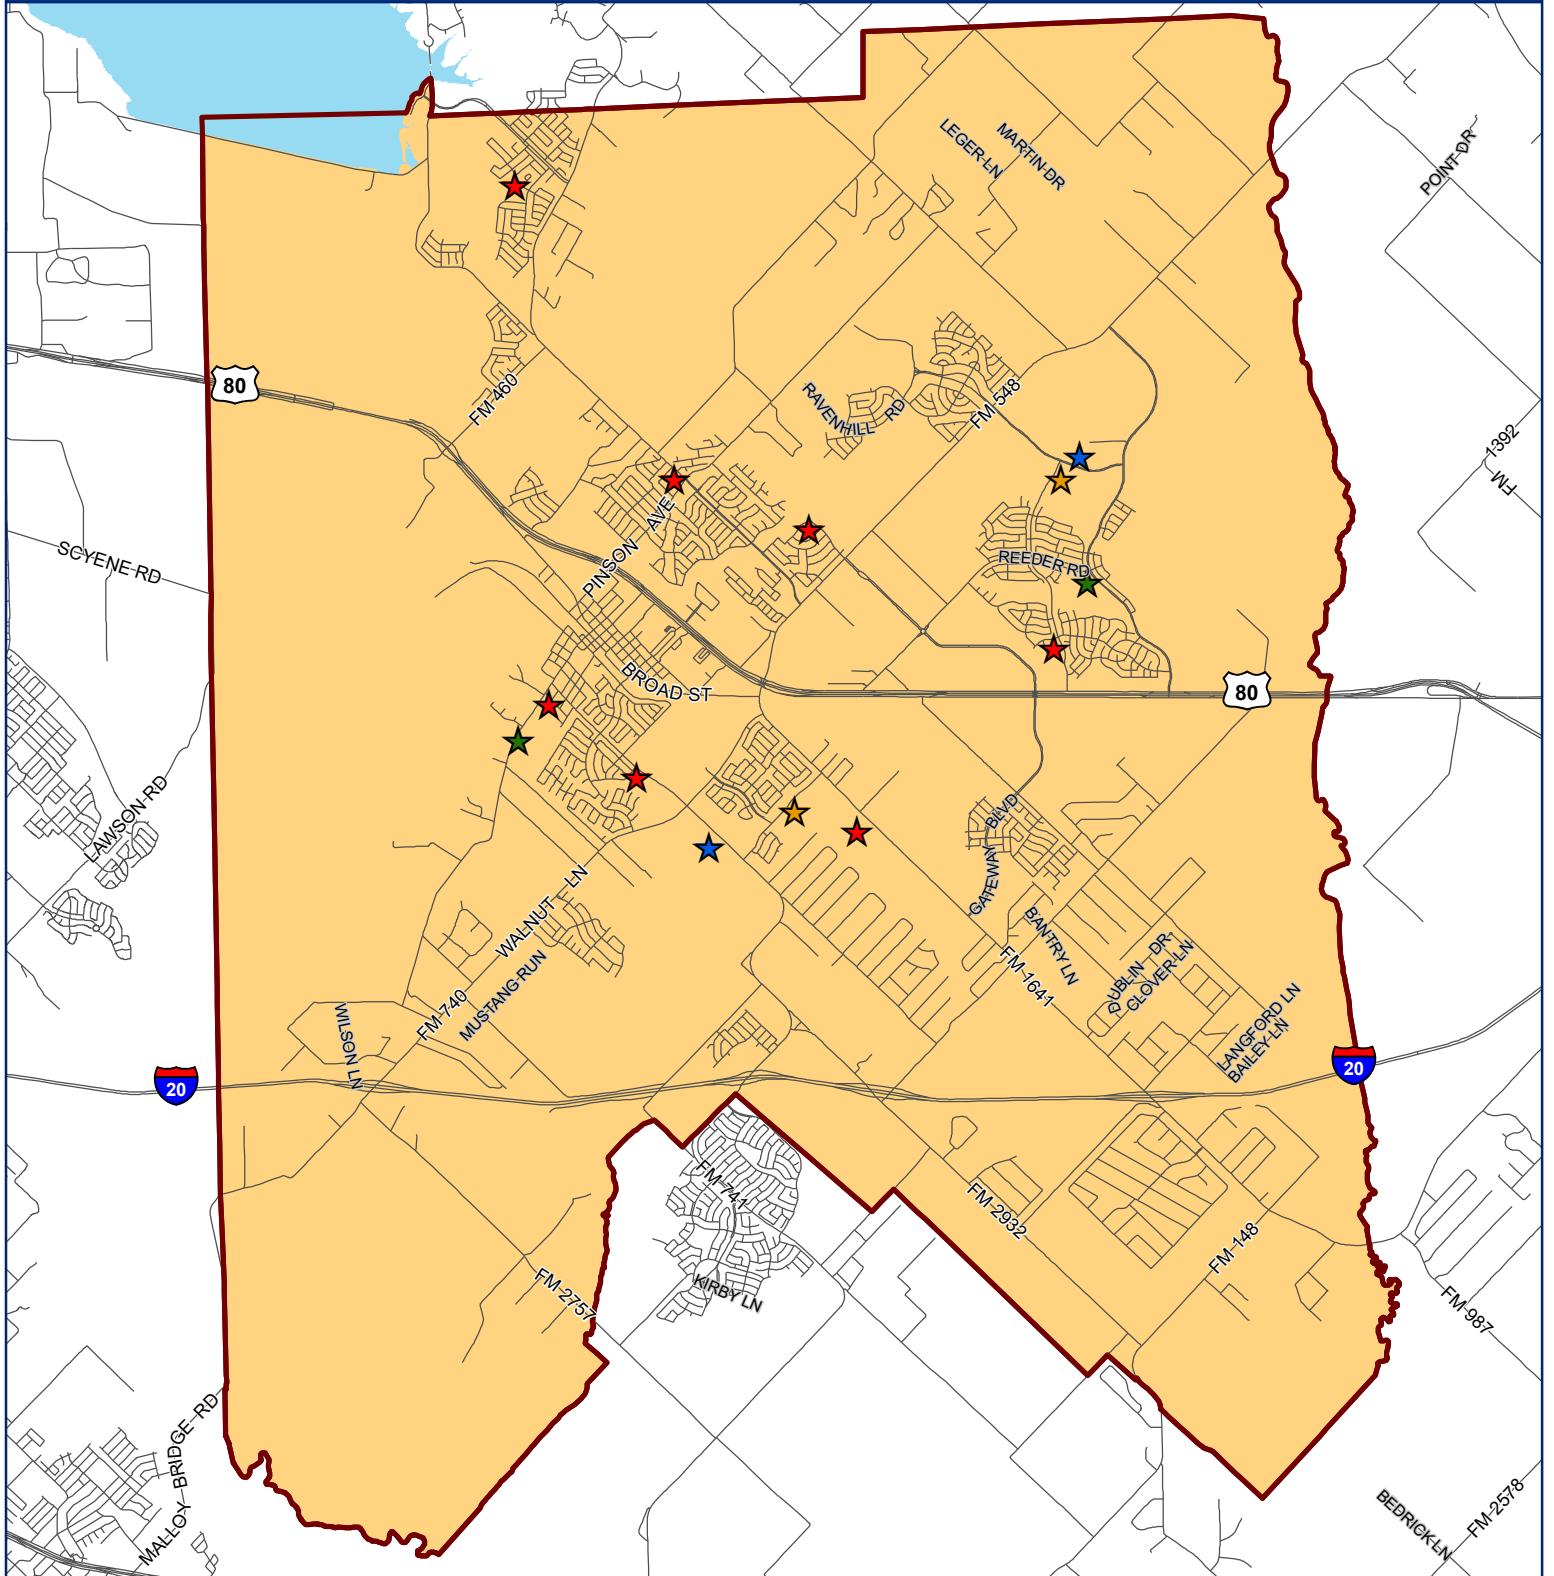 LEGER LN
MARTIN DR
POINT DR
80
FM 460
RAVENHILL RD
FM 548
1392
FM
SCYENE RD
PINSON AVE
REEDER RD
BROAD ST
80
LAWSON RD
GATEWAY BLVD
WALNUT LN
BANTRY LN
DUBLIN DR
GLOVER LN
FM 1641
MUSTANG RUN
FM 740
WILSON LN
LANGFORD LN
BAILEY LN
20
20
FM 741
FM 2932
FM 148
KIRBY LN
FM 2757
FM 987
MALLOY BRIDGE RD
BEDRICK LN
FM 2578